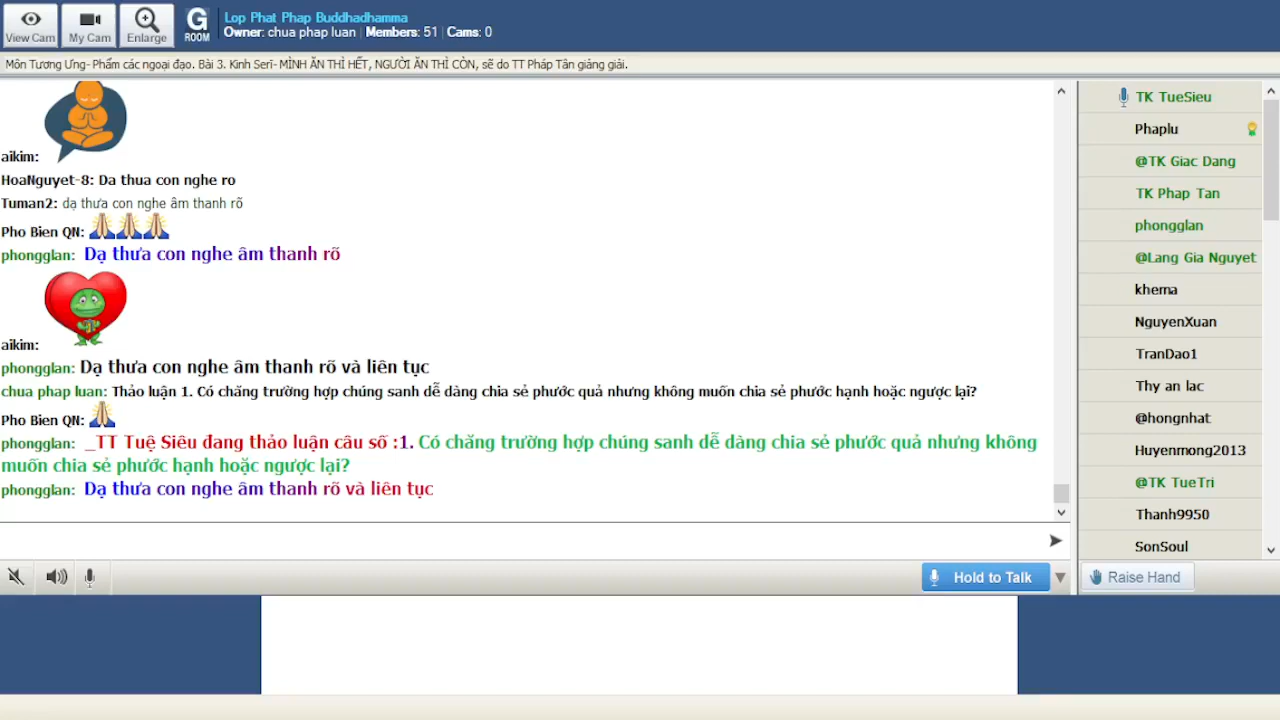 View Cam
My Cam
Enlarge
G
ROOM
Lop Phat Phap Buddhadhamma
Owner: chua phap luan | Members: 51 | Cams: 0
Môn Tương Ưng- Phẩm các ngoại đạo. Bài 3. Kinh Serī- MÌNH ĂN THÌ HẾT, NGƯỜI ĂN THÌ CÒN, sẽ do TT Pháp Tân giảng giải.
aikim:
HoaNguyet-8: Da thua con nghe ro
Tuman2: dạ thưa con nghe âm thanh rõ
Pho Bien QN:
phongglan: Dạ thưa con nghe âm thanh rõ
aikim:
phongglan: Dạ thưa con nghe âm thanh rõ và liên tục
chua phap luan: Thảo luận 1. Có chăng trường hợp chúng sanh dễ dàng chia sẻ phước quả nhưng không muốn chia sẻ phước hạnh hoặc ngược lại?
Pho Bien QN:
phongglan: _TT Tuệ Siêu đang thảo luận câu số :1. Có chăng trường hợp chúng sanh dễ dàng chia sẻ phước quả nhưng không
muốn chia sẻ phước hạnh hoặc ngược lại?
phongglan: Dạ thưa con nghe âm thanh rõ và liên tục
Hold to Talk
TK TueSieu
Phaplu
@TK Giac Dang
TK Phap Tan
phongglan
@Lang Gia Nguyet
khema
NguyenXuan
TranDao1
Thy an lac
@hongnhat
Huyenmong2013
@TK TueTri
Thanh9950
SonSoul
Raise Hand